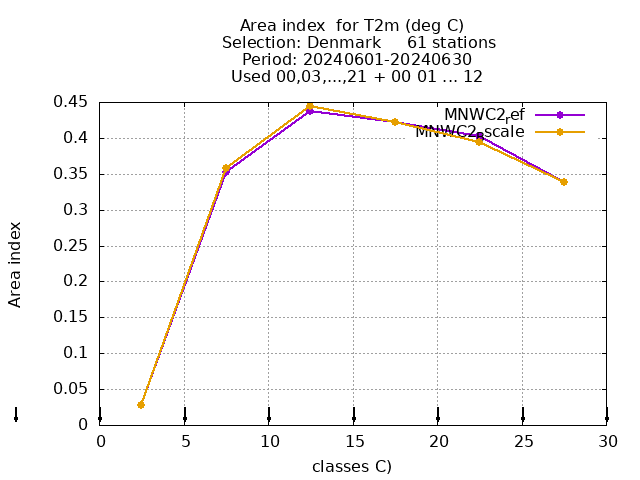 Area index  for T2m (deg C)
Selection: Denmark     61 stations
Period: 20240601-20240630
Used 00,03,...,21 + 00 01 ... 12
MNWC2ref
MNWC2pscale
0.45
0.4
0.35
0.3
0.25
0.2
0.15
0.1
0.05
0
Area index
0 5 10 15 20 25 30
classes C)